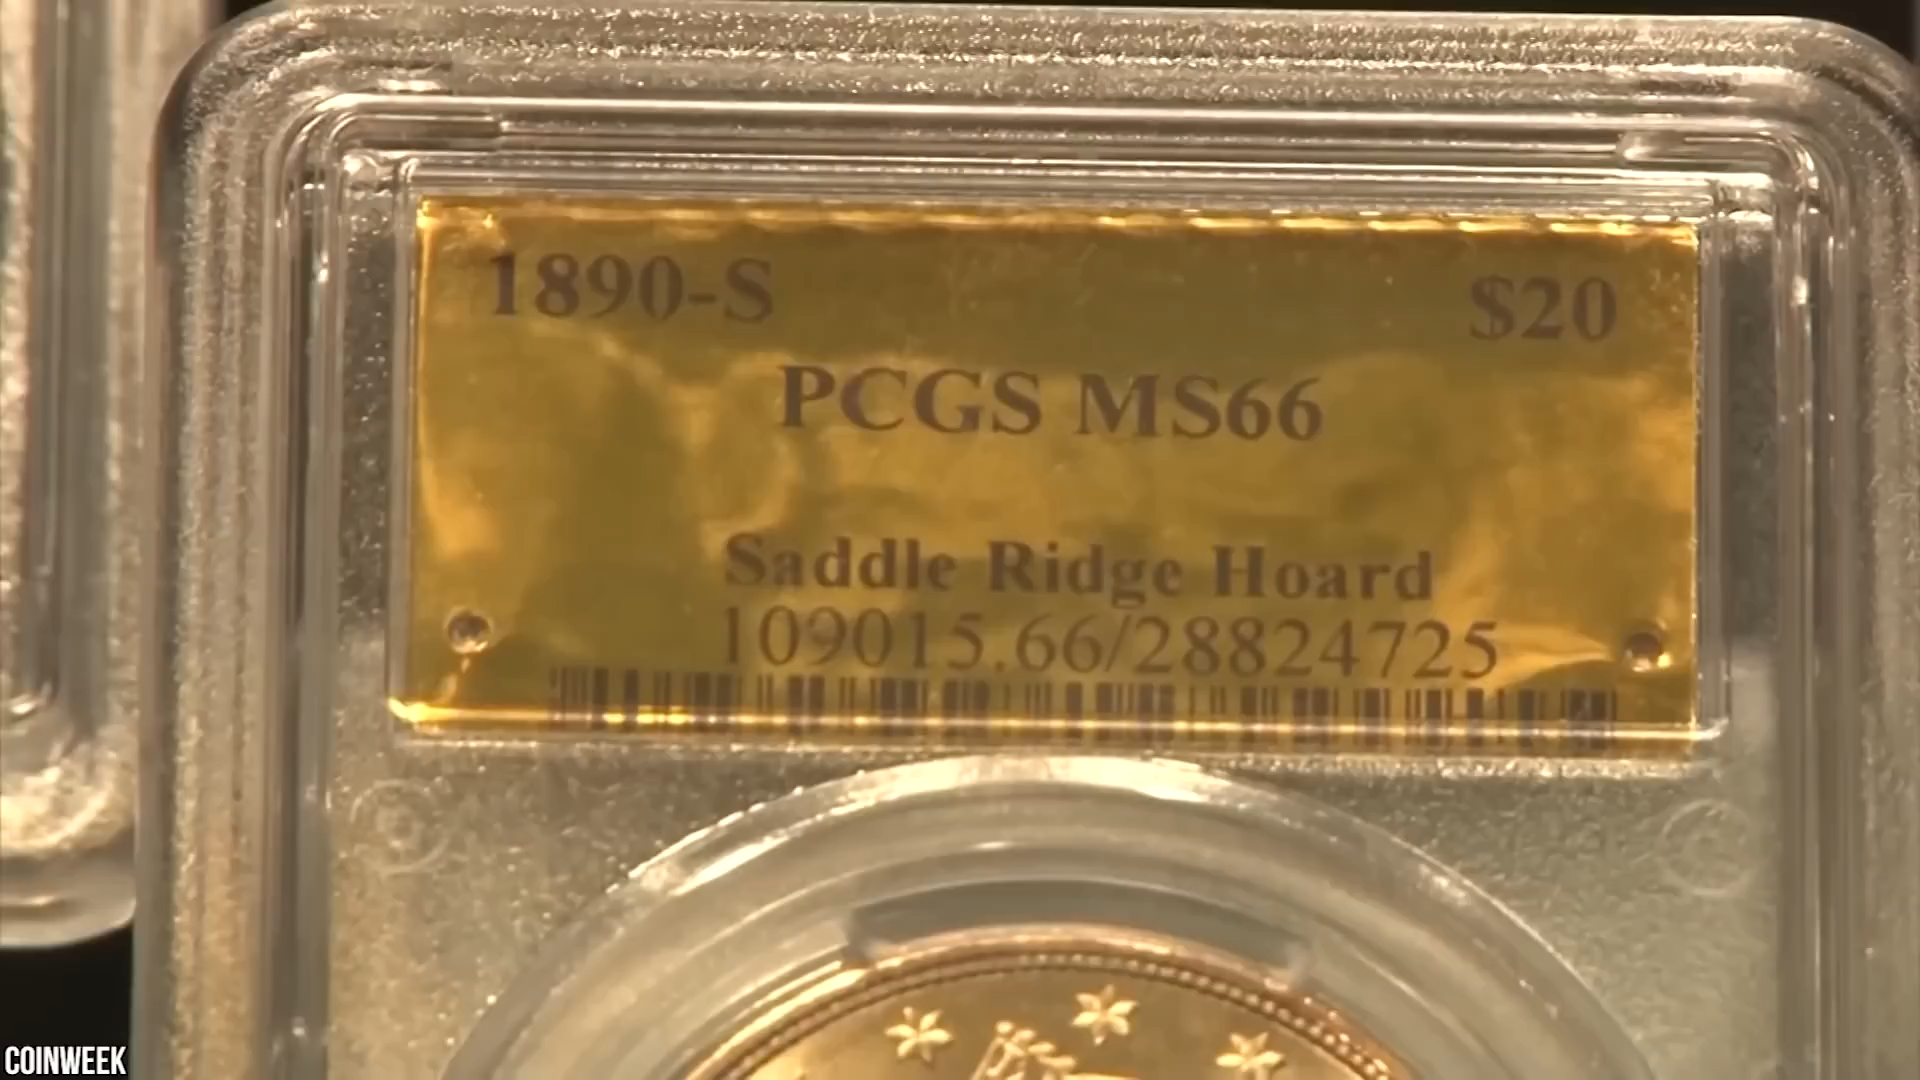 1890-S $20
PCGS MS66
Saddle Ridge Hoard
109015.66/28824725
COINWEEK